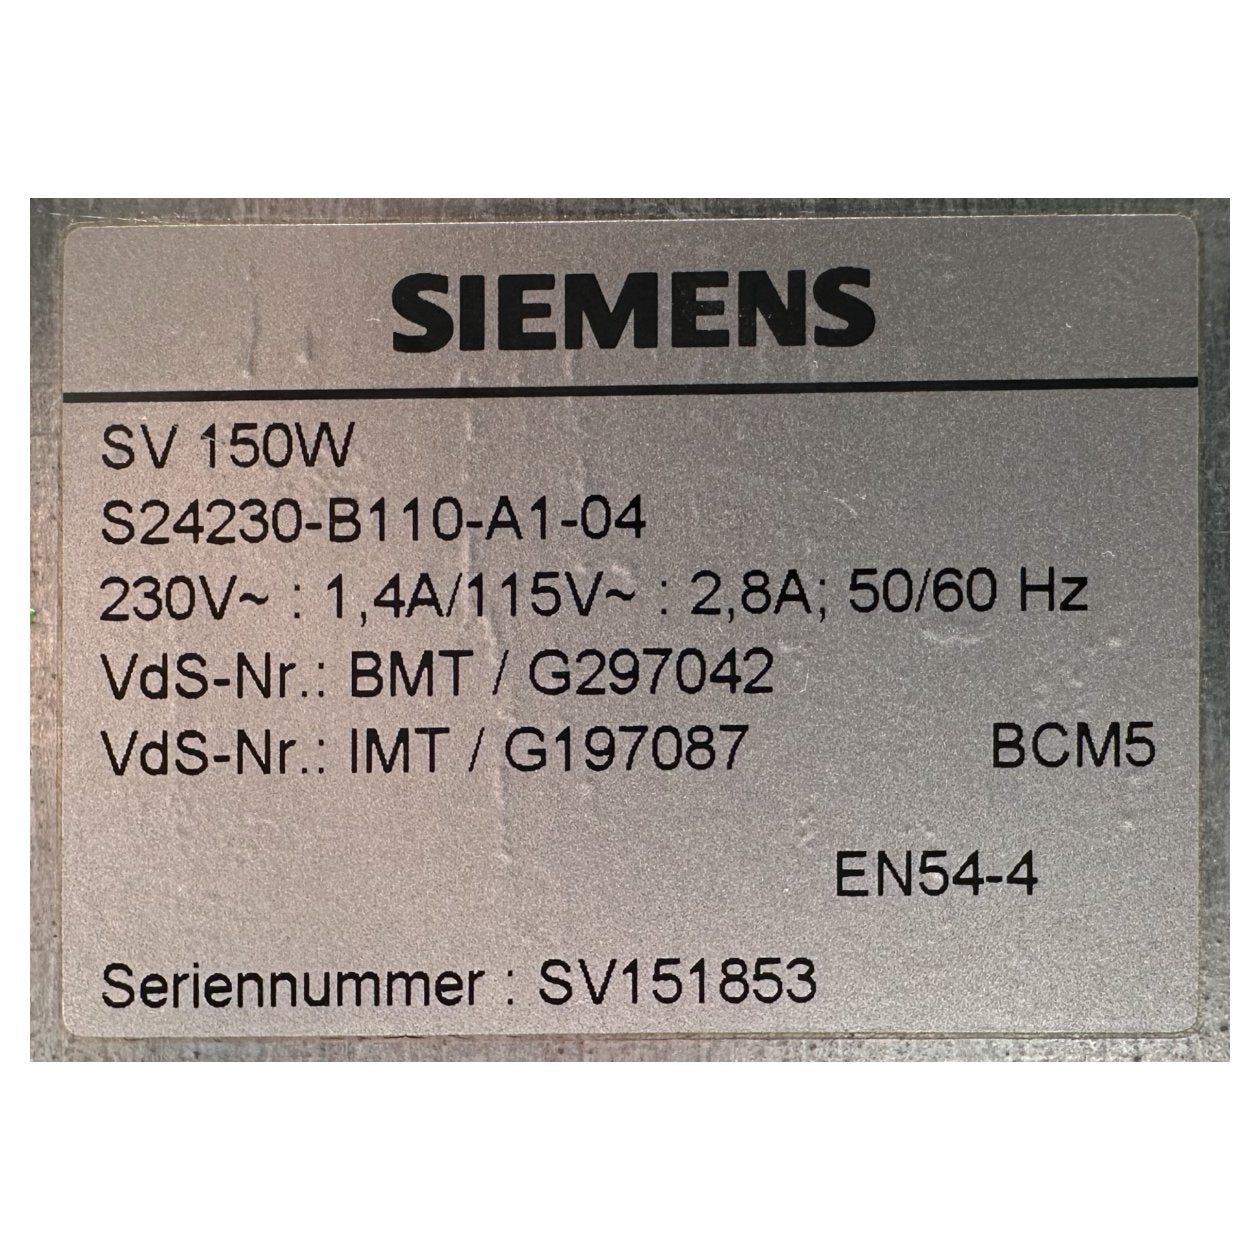 SIEMENS
SV 150W
S24230-B110-A1-04
230V~ : 1,4A/115V~ : 2,8A; 50/60 Hz
VdS-Nr.: BMT / G297042
VdS-Nr.: IMT / G197087 BCM5
EN54-4
Seriennummer : SV151853